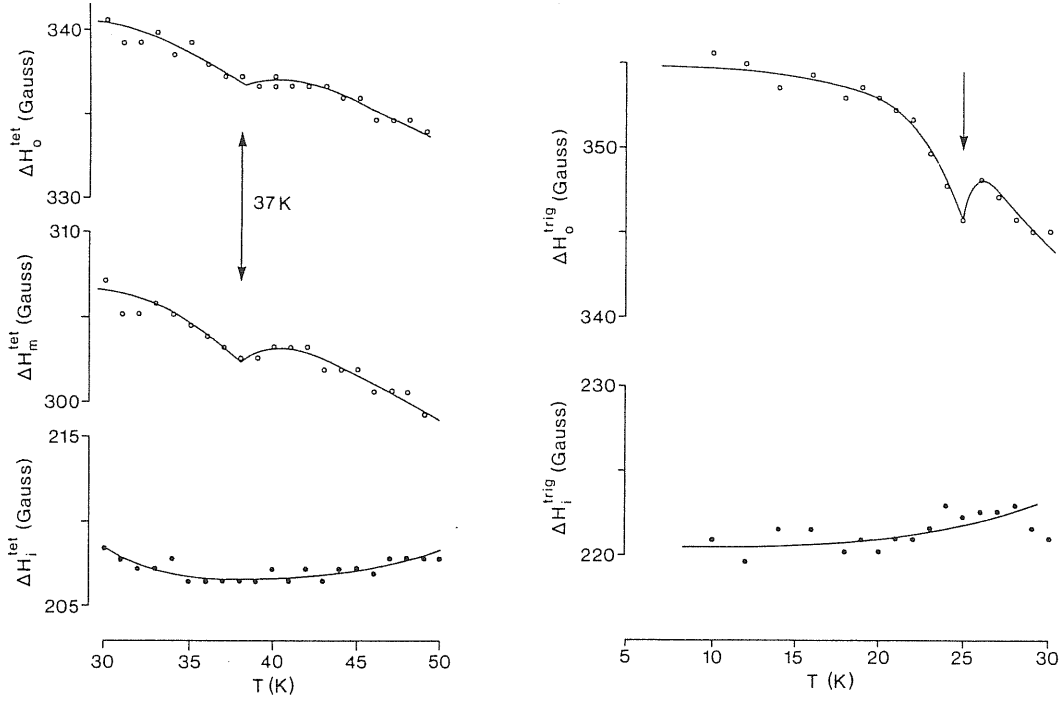 340
330
ΔH_o^tet (Gauss)
37 K
310
300
ΔH_m^tet (Gauss)
215
205
ΔH_i^tet (Gauss)
30 35 40 45 50
T (K)
350
340
ΔH_o^trig (Gauss)
230
220
ΔH_i^trig (Gauss)
5 10 15 20 25 30
T (K)